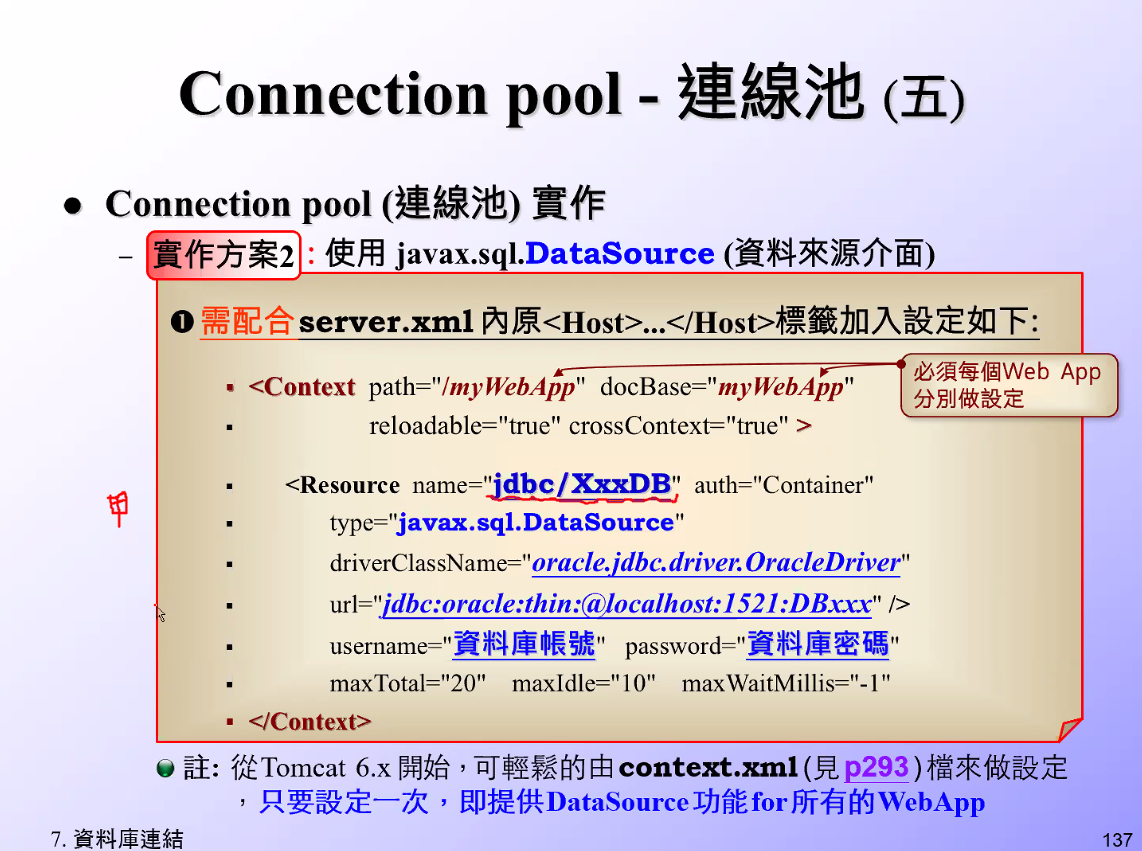 Connection pool - 連線池 (五)
● Connection pool (連線池) 實作
– 實作方案2 : 使用 javax.sql.DataSource (資料來源介面)
❶ 需配合server.xml 內原<Host>...</Host>標籤加入設定如下:
▪ <Context path="/myWebApp" docBase="myWebApp"
必須每個Web App
分別做設定
▪ reloadable="true" crossContext="true" >
▪ <Resource name="jdbc/XxxDB" auth="Container"
▪ type="javax.sql.DataSource"
▪ driverClassName="oracle.jdbc.driver.OracleDriver"
▪ url="jdbc:oracle:thin:@localhost:1521:DBxxx" />
▪ username="資料庫帳號" password="資料庫密碼"
▪ maxTotal="20" maxIdle="10" maxWaitMillis="-1"
▪ </Context>
註: 從Tomcat 6.x 開始，可輕鬆的由context.xml (見 p293 ) 檔來做設定
，只要設定一次，即提供DataSource功能for所有的WebApp
7. 資料庫連結
137